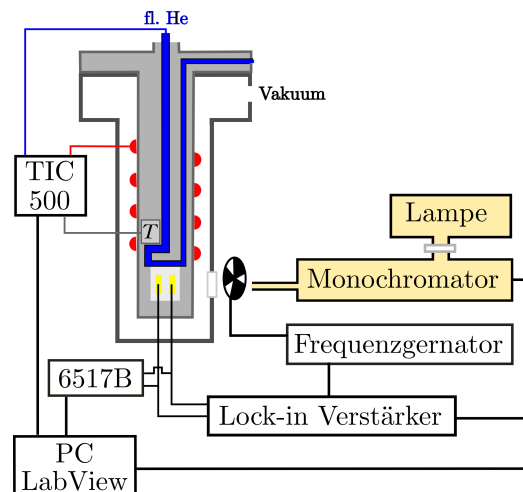 fl. He
Vakuum
TIC
500
T
Lampe
Monochromator
Frequenzgernator
6517B
Lock-in Verstärker
PC
LabView